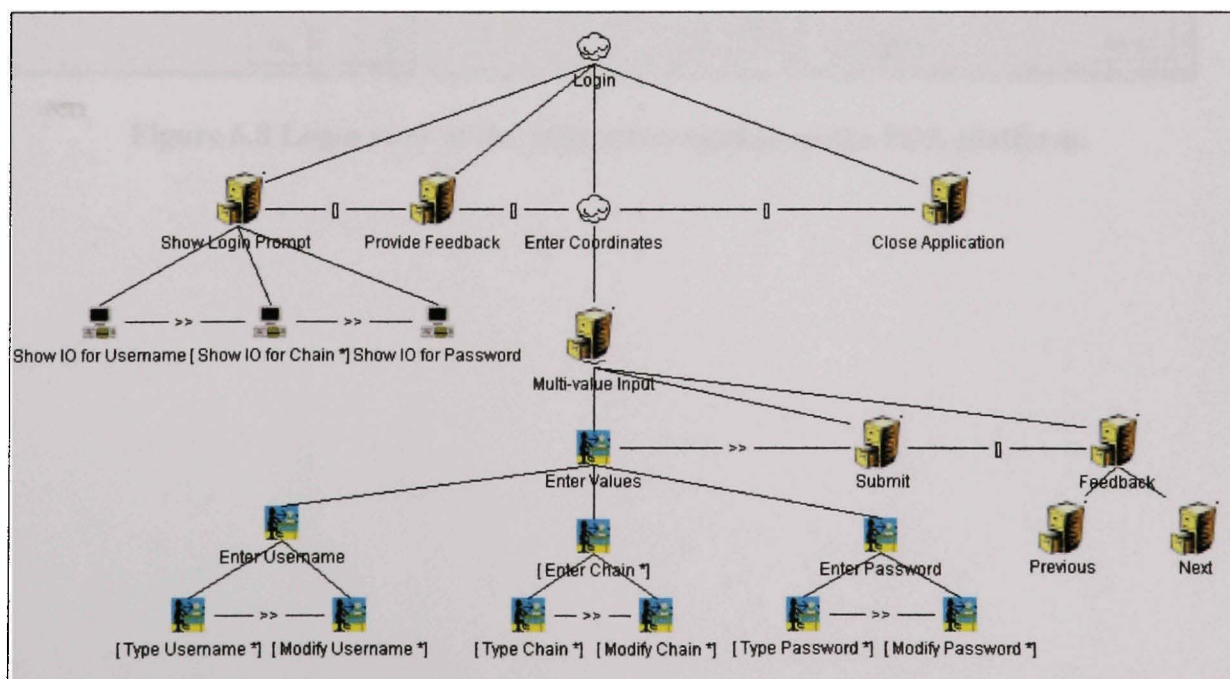 Login
[]
[]
[]
Show Login Prompt
Provide Feedback
Enter Coordinates
Close Application
>>
>>
Show IO for Username
[ Show IO for Chain *]
Show IO for Password
Multi-value Input
>>
[]
Enter Values
Submit
Feedback
Enter Username
[ Enter Chain *]
Enter Password
Previous
Next
>>
>>
>>
[ Type Username *]
[ Modify Username *]
[ Type Chain *]
[ Modify Chain *]
[ Type Password *]
[ Modify Password *]